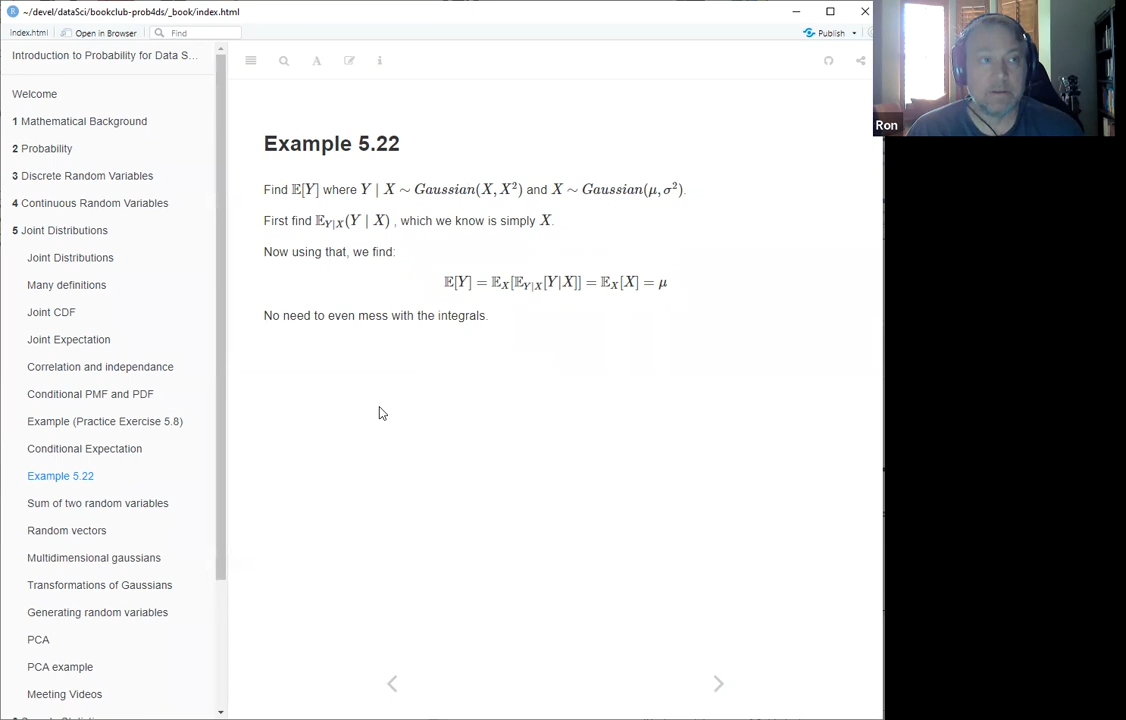 ~/devel/dataSci/bookclub-prob4ds/_book/index.html
Index.html Open in Browser Find Publish
Introduction to Probability for Data S...
Welcome
1 Mathematical Background
2 Probability
3 Discrete Random Variables
4 Continuous Random Variables
5 Joint Distributions
Joint Distributions
Many definitions
Joint CDF
Joint Expectation
Correlation and independance
Conditional PMF and PDF
Example (Practice Exercise 5.8)
Conditional Expectation
Example 5.22
Sum of two random variables
Random vectors
Multidimensional gaussians
Transformations of Gaussians
Generating random variables
PCA
PCA example
Meeting Videos
Example 5.22
Find 𝔼[Y] where Y | X ∼ Gaussian(X, X²) and X ∼ Gaussian(μ, σ²).
First find 𝔼_{Y|X}(Y | X) , which we know is simply X.
Now using that, we find:
𝔼[Y] = 𝔼_X[𝔼_{Y|X}[Y|X]] = 𝔼_X[X] = μ
No need to even mess with the integrals.
Ron